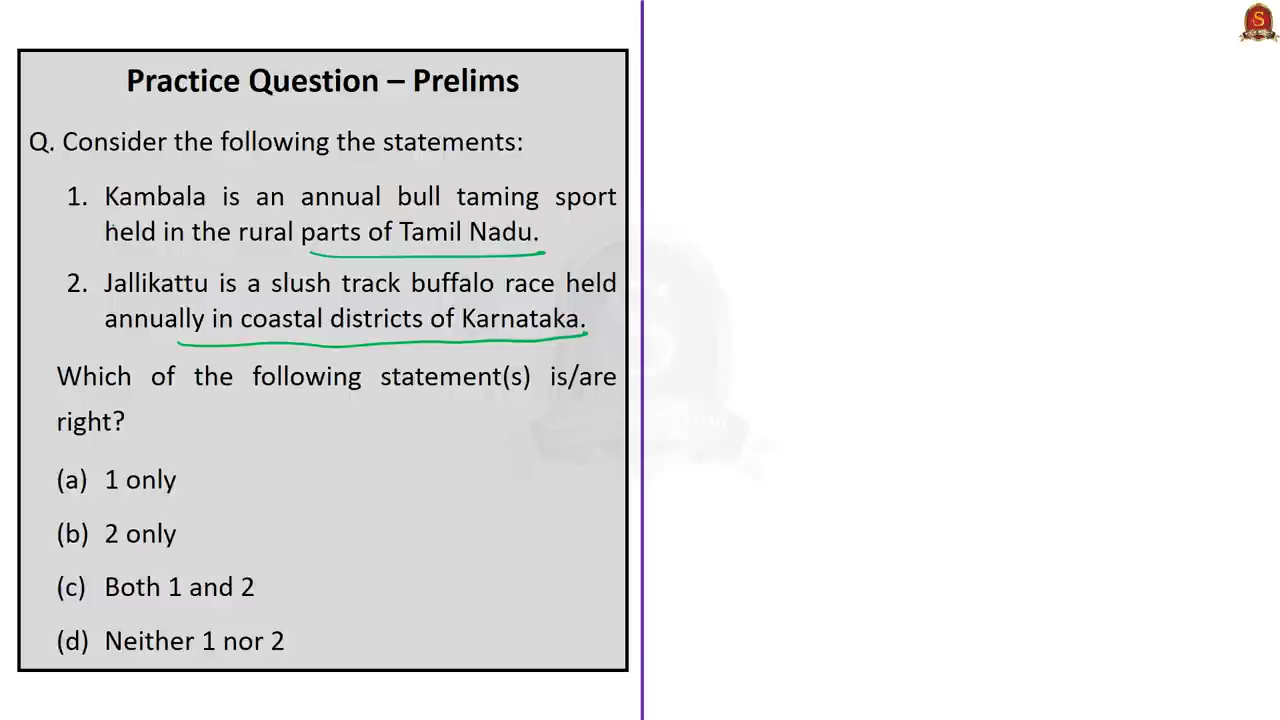 S
Practice Question – Prelims
Q. Consider the following the statements:
1. Kambala is an annual bull taming sport
held in the rural parts of Tamil Nadu.
2. Jallikattu is a slush track buffalo race held
annually in coastal districts of Karnataka.
Which of the following statement(s) is/are
right?
(a) 1 only
(b) 2 only
(c) Both 1 and 2
(d) Neither 1 nor 2